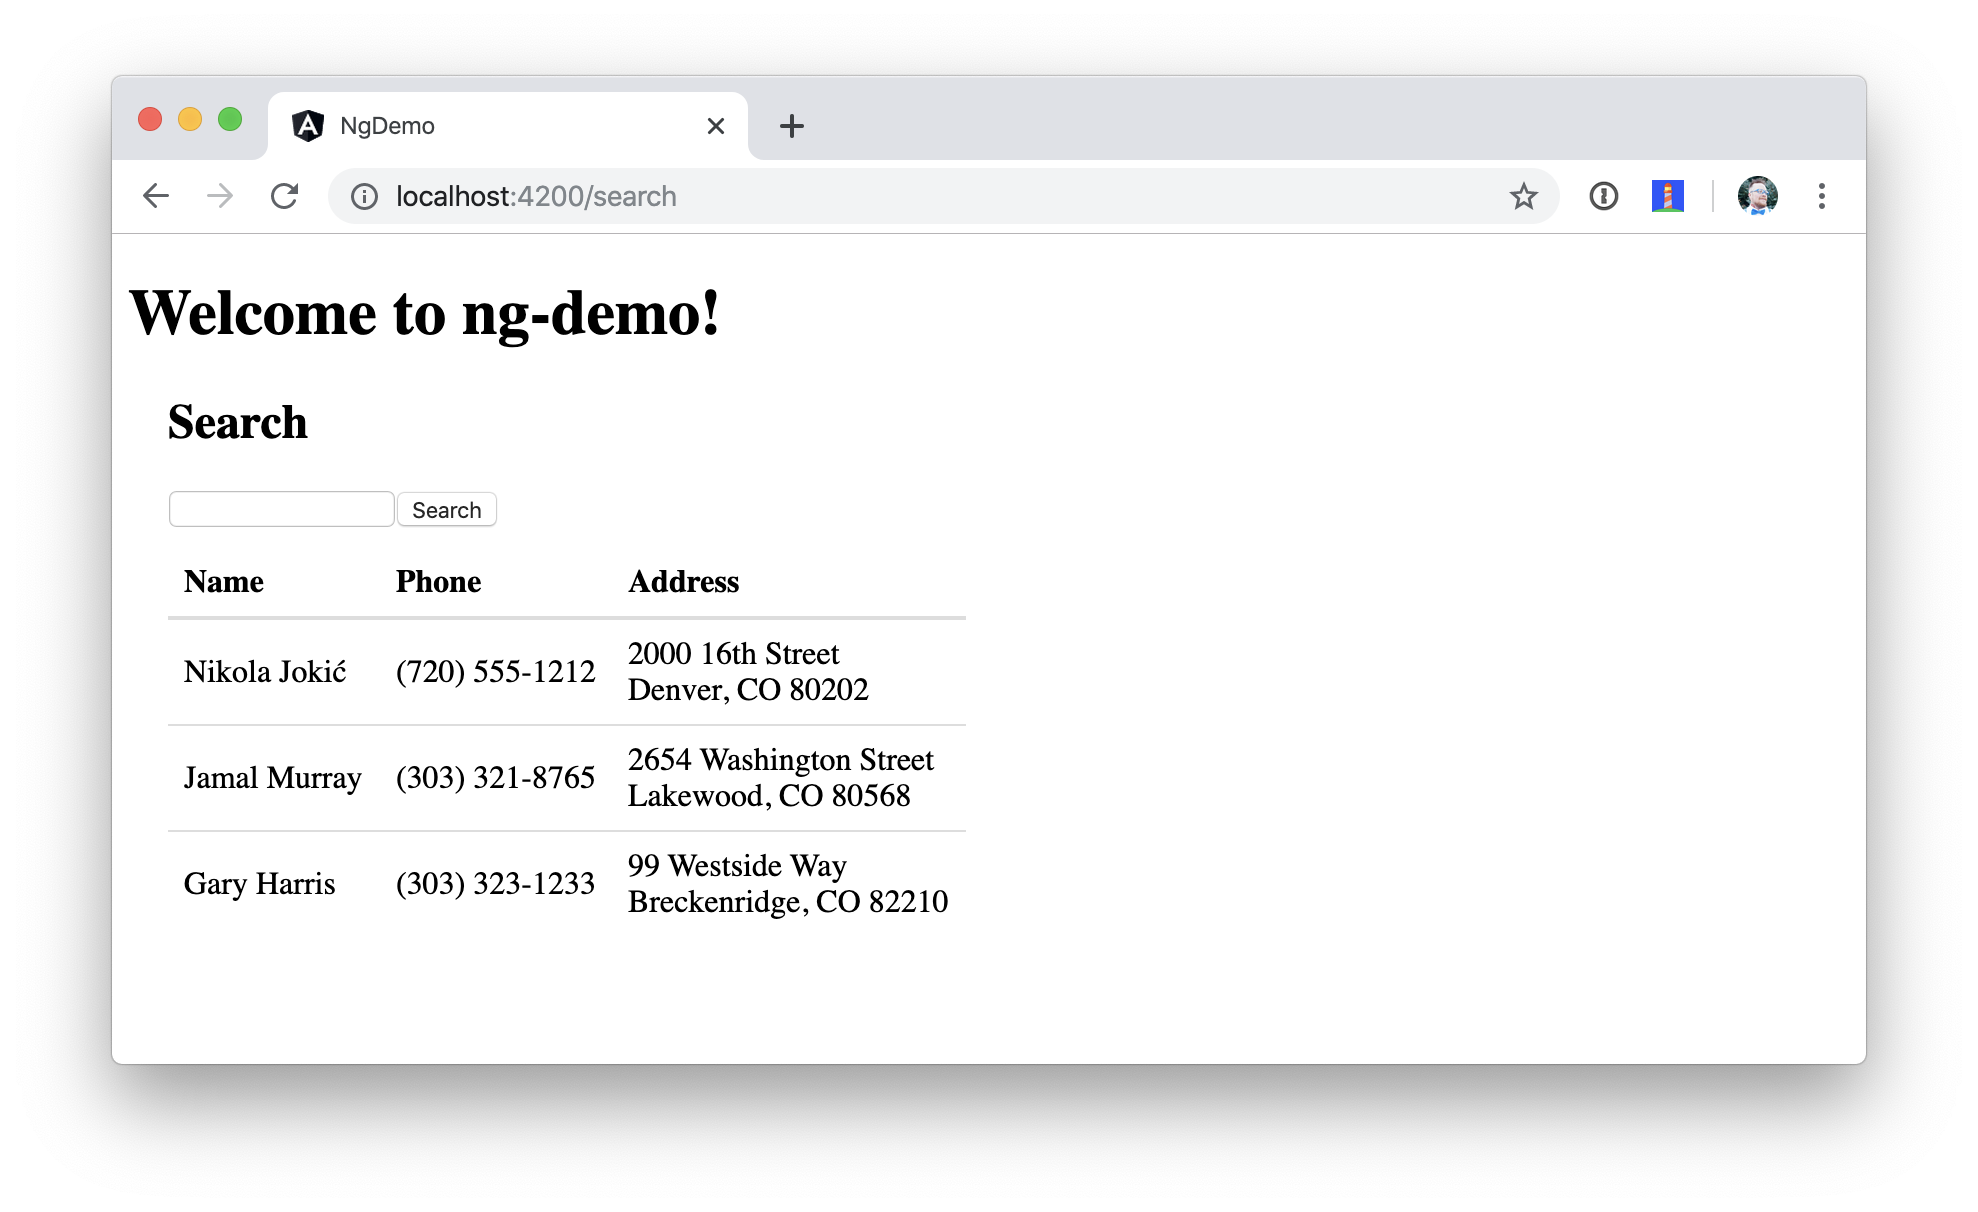 NgDemo
localhost:4200/search
Welcome to ng-demo!
Search
Search
Name Phone Address
Nikola Jokić (720) 555-1212 2000 16th Street
Denver, CO 80202
Jamal Murray (303) 321-8765 2654 Washington Street
Lakewood, CO 80568
Gary Harris (303) 323-1233 99 Westside Way
Breckenridge, CO 82210